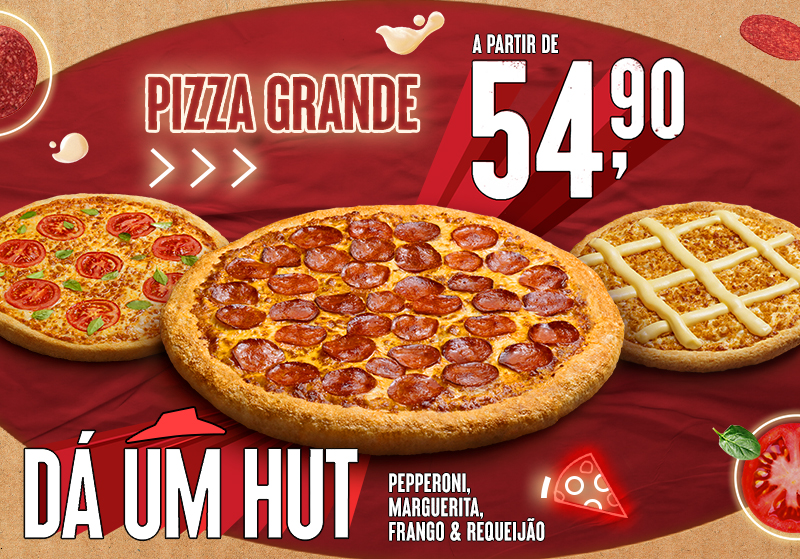 PIZZA GRANDE
A PARTIR DE
54,90
DÁ UM HUT
PEPPERONI,
MARGUERITA,
FRANGO & REQUEIJÃO